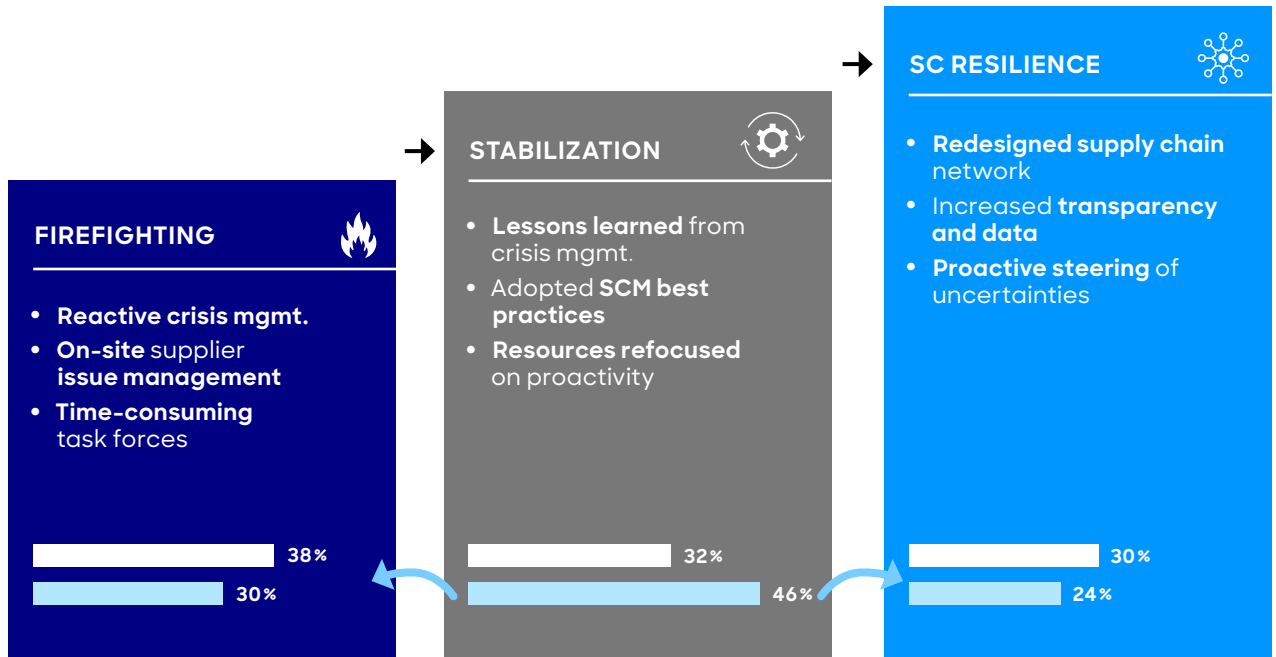 FIREFIGHTING
• Reactive crisis mgmt.
• On-site supplier
issue management
• Time-consuming
task forces
38%
30%
STABILIZATION
• Lessons learned from
crisis mgmt.
• Adopted SCM best
practices
• Resources refocused
on proactivity
32%
46%
SC RESILIENCE
• Redesigned supply chain
network
• Increased transparency
and data
• Proactive steering of
uncertainties
30%
24%